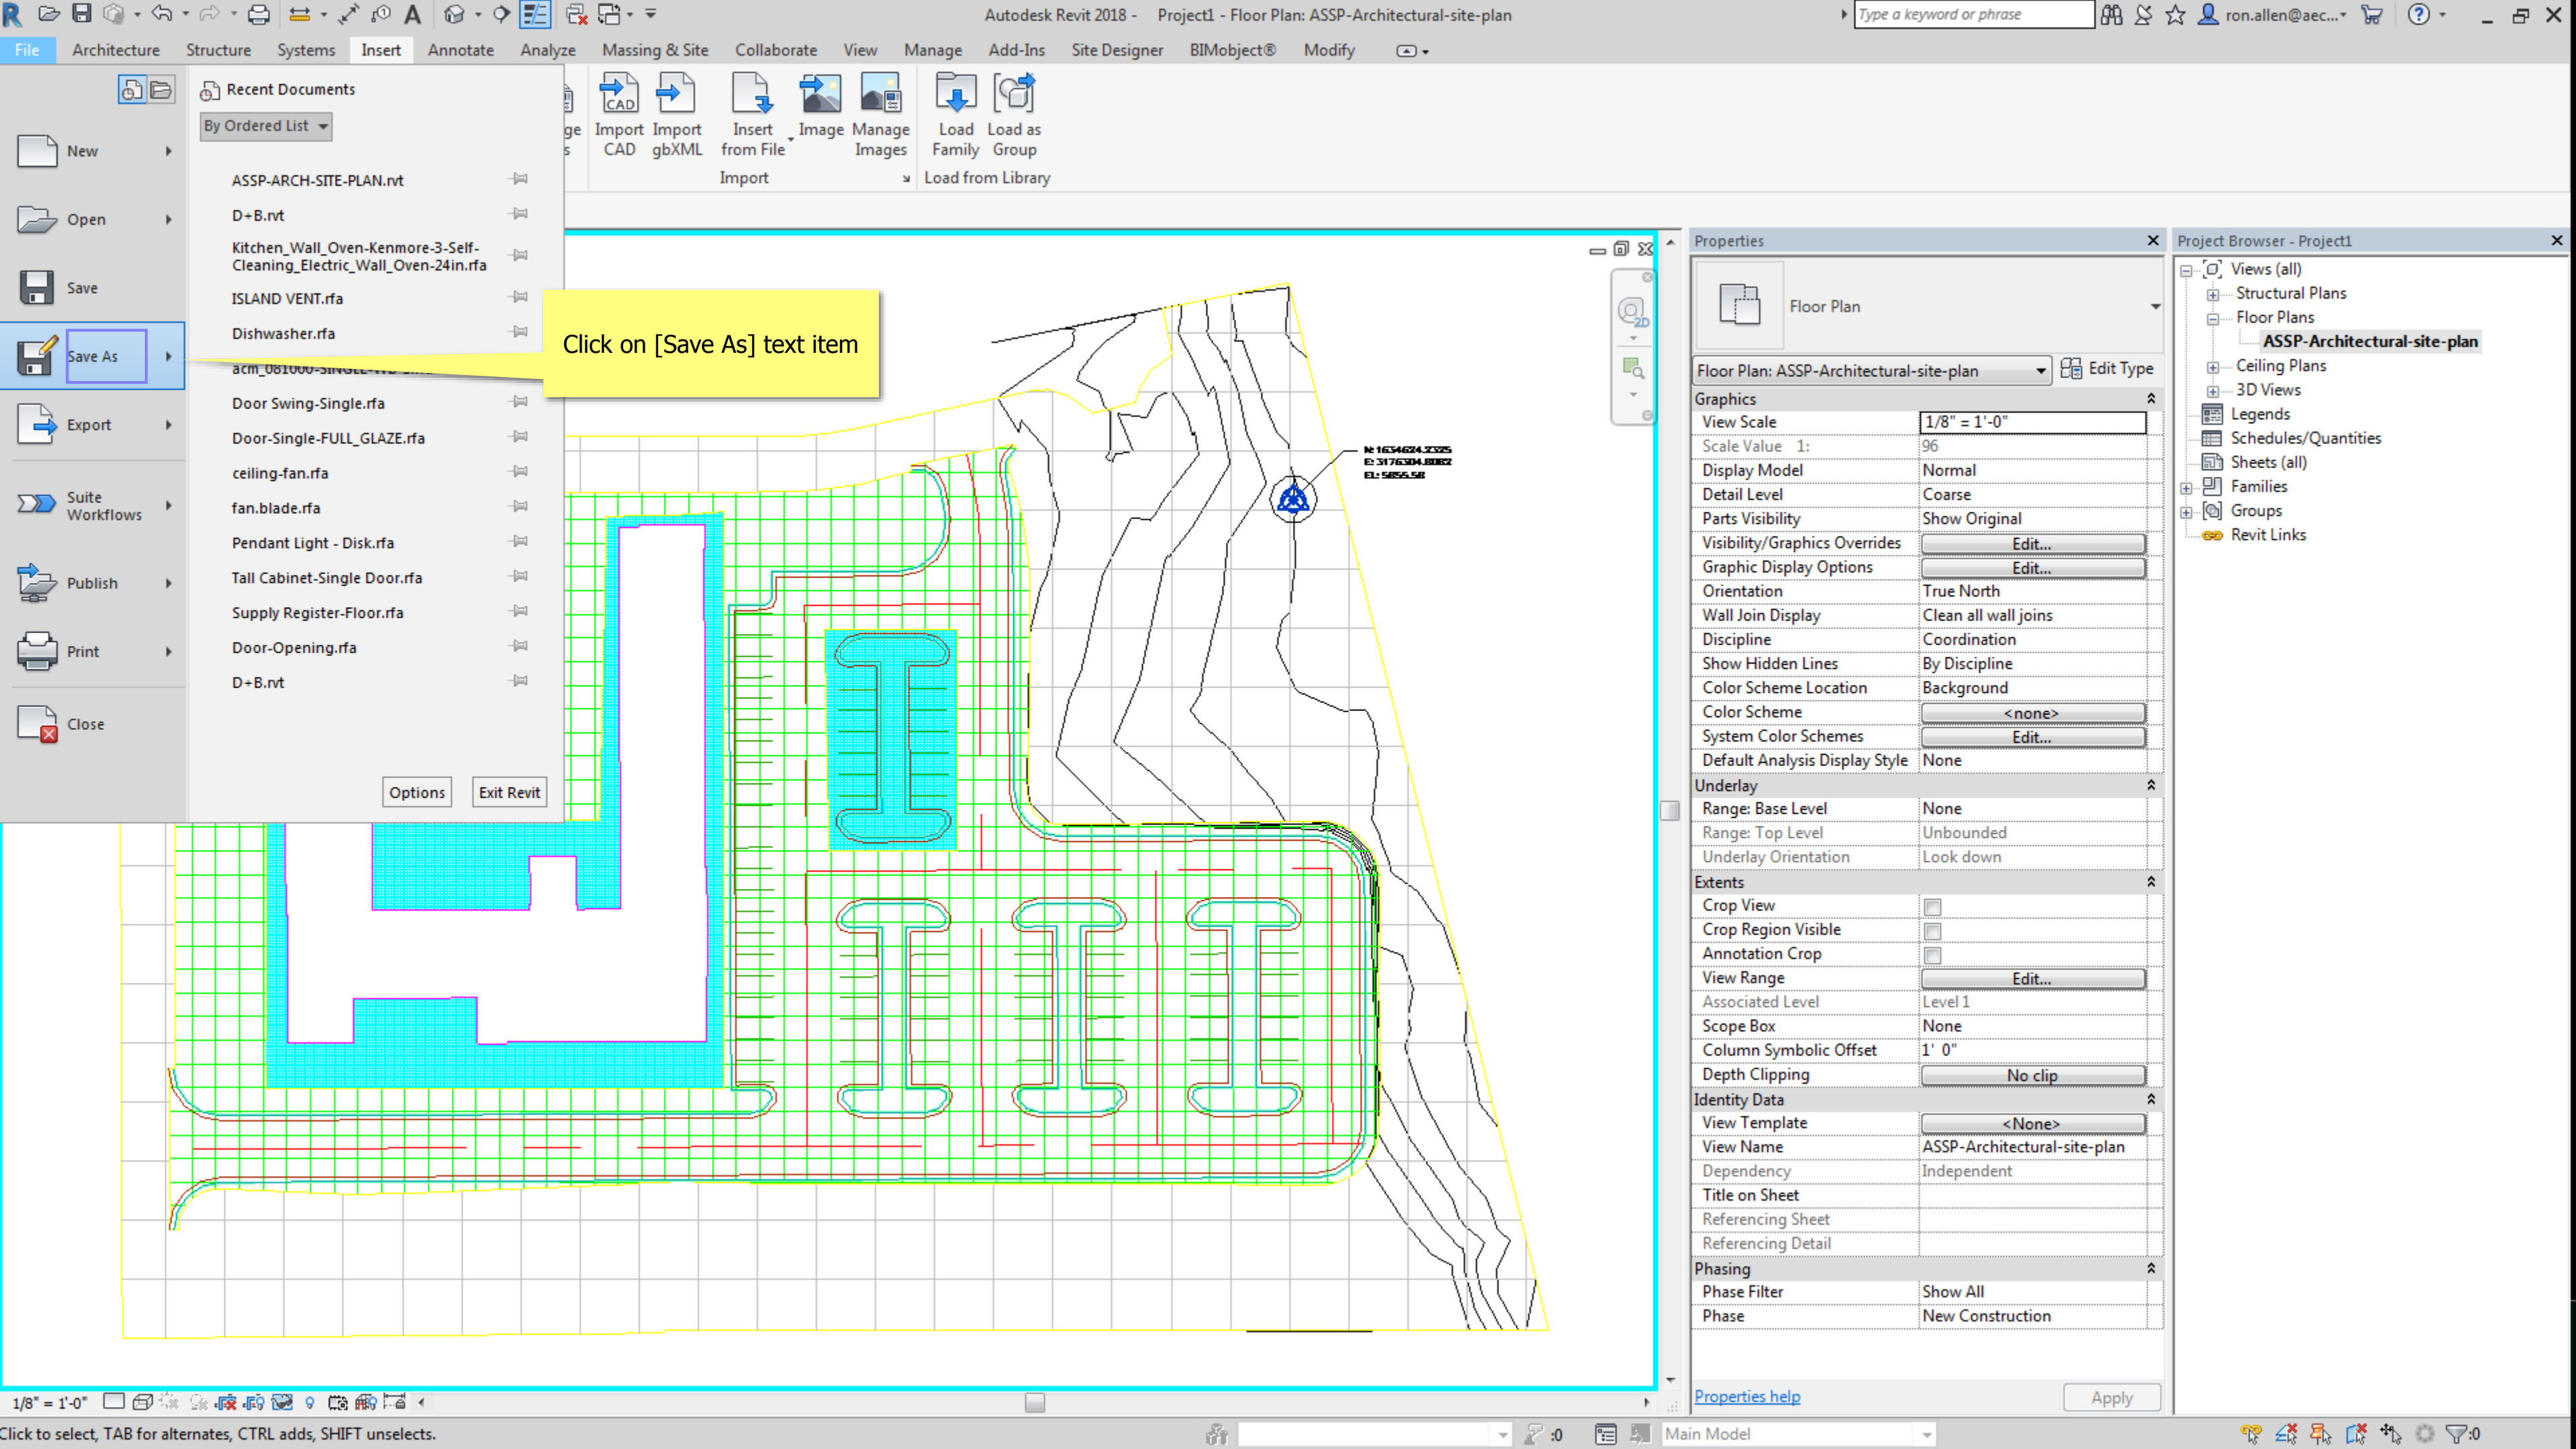 Autodesk Revit 2018 - Project1 - Floor Plan: ASSP-Architectural-site-plan
Type a keyword or phrase
ron.allen@aec...
File Architecture Structure Systems Insert Annotate Analyze Massing & Site Collaborate View Manage Add-Ins Site Designer BIMobject® Modify
Recent Documents
By Ordered List
New
Open
Save
Save As
Export
Suite
Workflows
Publish
Print
Close
ASSP-ARCH-SITE-PLAN.rvt
D+B.rvt
Kitchen_Wall_Oven-Kenmore-3-Self-
Cleaning_Electric_Wall_Oven-24in.rfa
ISLAND VENT.rfa
Dishwasher.rfa
Door Swing-Single.rfa
Door-Single-FULL_GLAZE.rfa
ceiling-fan.rfa
fan.blade.rfa
Pendant Light - Disk.rfa
Tall Cabinet-Single Door.rfa
Supply Register-Floor.rfa
Door-Opening.rfa
D+B.rvt
Options Exit Revit
Click on [Save As] text item
CAD
Import
CAD
Import
gbXML
Insert
from File
Image
Manage
Images
Load
Family
Load as
Group
Import
Load from Library
2D
N: 1634624.2325
E: 3176304.8082
EL: 5855.58
Properties
Floor Plan
Floor Plan: ASSP-Architectural-site-plan Edit Type
Graphics
View Scale 1/8" = 1'-0"
Scale Value 1: 96
Display Model Normal
Detail Level Coarse
Parts Visibility Show Original
Visibility/Graphics Overrides Edit...
Graphic Display Options Edit...
Orientation True North
Wall Join Display Clean all wall joins
Discipline Coordination
Show Hidden Lines By Discipline
Color Scheme Location Background
Color Scheme <none>
System Color Schemes Edit...
Default Analysis Display Style None
Underlay
Range: Base Level None
Range: Top Level Unbounded
Underlay Orientation Look down
Extents
Crop View
Crop Region Visible
Annotation Crop
View Range Edit...
Associated Level Level 1
Scope Box None
Column Symbolic Offset 1' 0"
Depth Clipping No clip
Identity Data
View Template <None>
View Name ASSP-Architectural-site-plan
Dependency Independent
Title on Sheet
Referencing Sheet
Referencing Detail
Phasing
Phase Filter Show All
Phase New Construction
Properties help Apply
Project Browser - Project1
Views (all)
Structural Plans
Floor Plans
ASSP-Architectural-site-plan
Ceiling Plans
3D Views
Legends
Schedules/Quantities
Sheets (all)
Families
Groups
Revit Links
1/8" = 1'-0"
Click to select, TAB for alternates, CTRL adds, SHIFT unselects.
:0
Main Model
:0